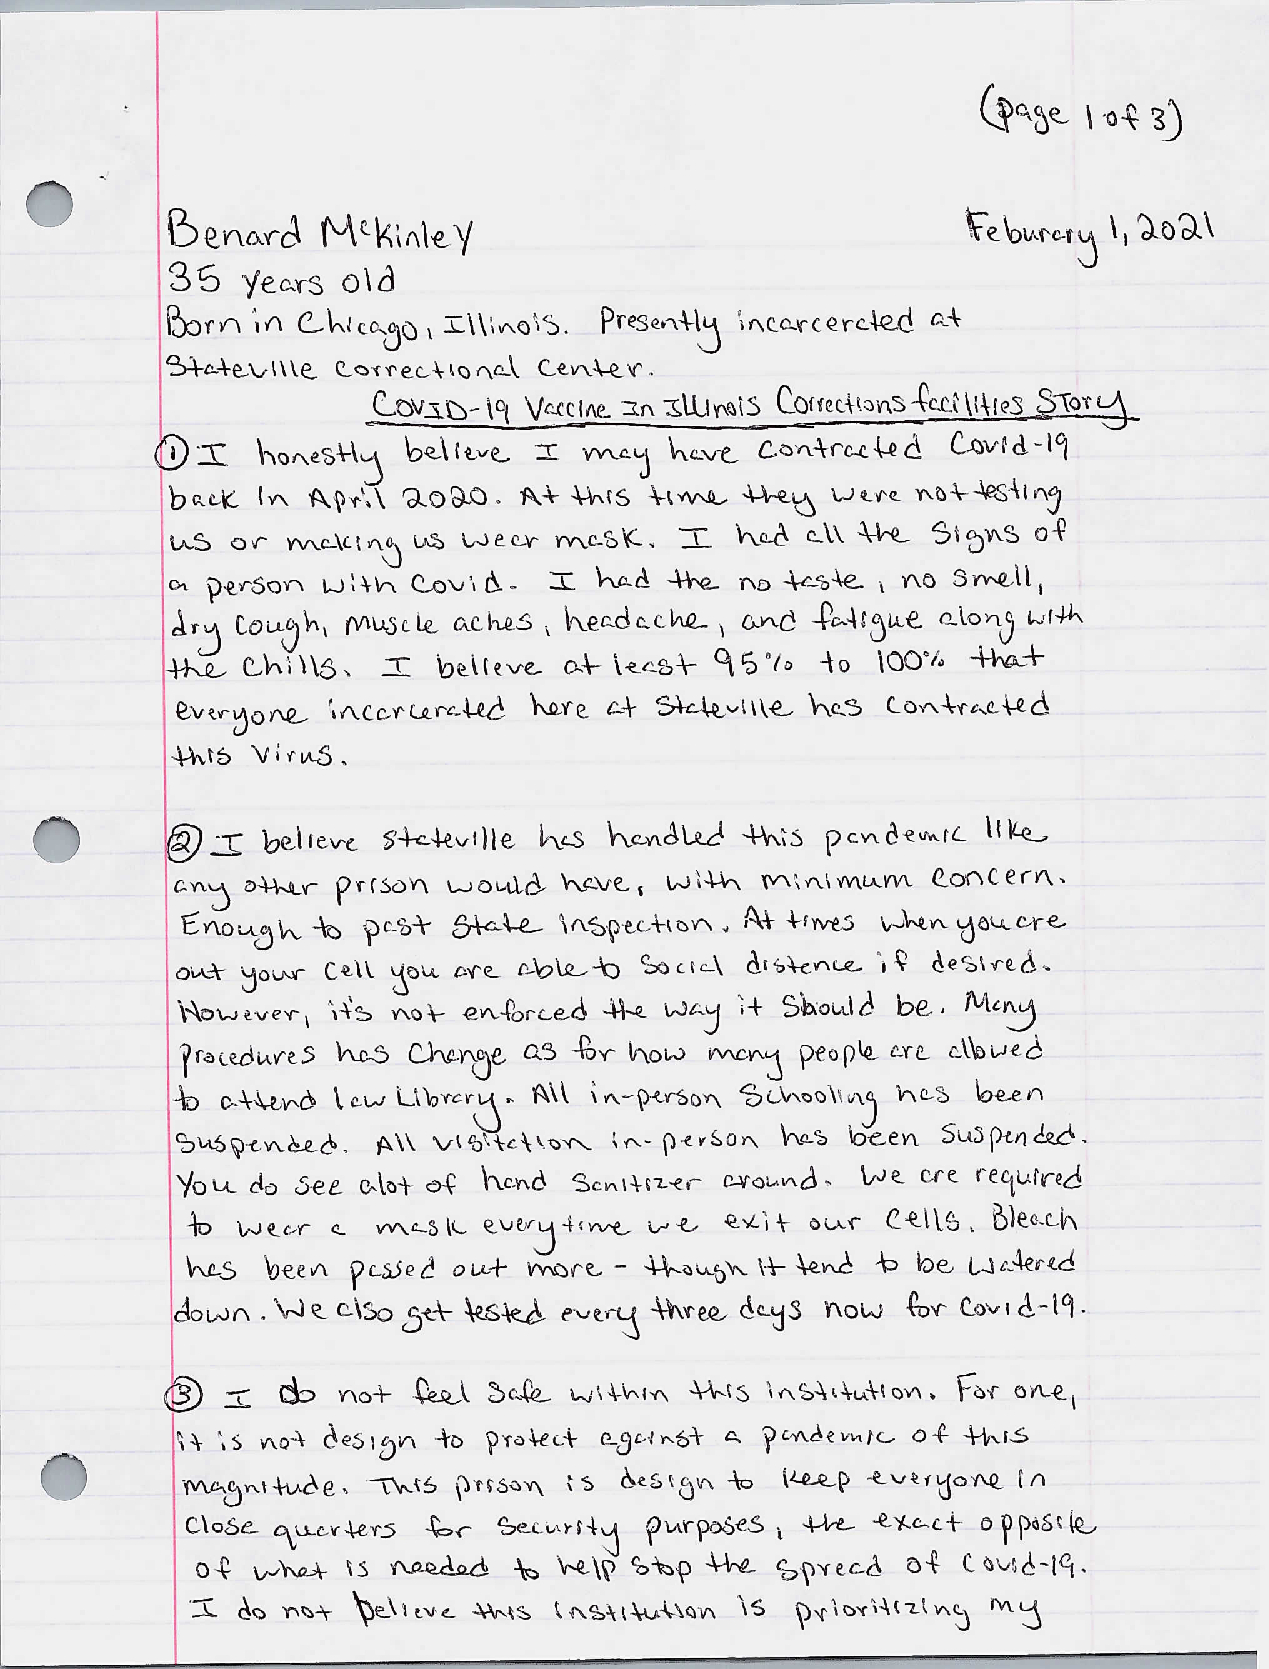 (page 1 of 3)
Benard McKinley
Feburary 1, 2021
35 years old
Born in Chicago, Illinois. Presently incarcerated at
Stateville Correctional Center.
COVID-19 Vaccine In Illinois Corrections facilities Story
① I honestly believe I may have contracted Covid-19
back in April 2020. At this time they were not testing
us or making us wear mask. I had all the signs of
a person with Covid. I had the no taste, no smell,
dry cough, muscle aches, headache, and fatigue along with
the chills. I believe at least 95% to 100% that
everyone incarcerated here at Stateville has contracted
this virus.
② I believe Stateville has handled this pandemic like
any other prison would have, with minimum concern.
Enough to past State inspection. At times when you are
out your cell you are able to social distance if desired.
However, it's not enforced the way it should be. Many
procedures has change as for how many people are allowed
to attend law Library. All in-person schooling has been
suspended. All visitation in-person has been suspended.
You do see alot of hand sanitizer around. We are required
to wear a mask everytime we exit our cells. Bleach
has been passed out more - though it tend to be watered
down. We also get tested every three days now for Covid-19.
③ I do not feel safe within this institution. For one,
it is not design to protect against a pandemic of this
magnitude. This prison is design to keep everyone in
close quarters for security purposes, the exact opposite
of what is needed to help stop the spread of Covid-19.
I do not believe this institution is prioritizing my